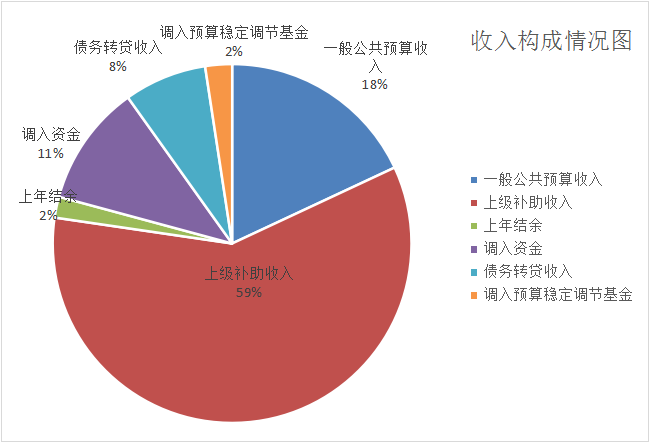 收入构成情况图
调入预算稳定调节基金
2%
债务转贷收入
8%
一般公共预算收
入
18%
调入资金
11%
上年结余
2%
上级补助收入
59%
一般公共预算收入
上级补助收入
上年结余
调入资金
债务转贷收入
调入预算稳定调节基金